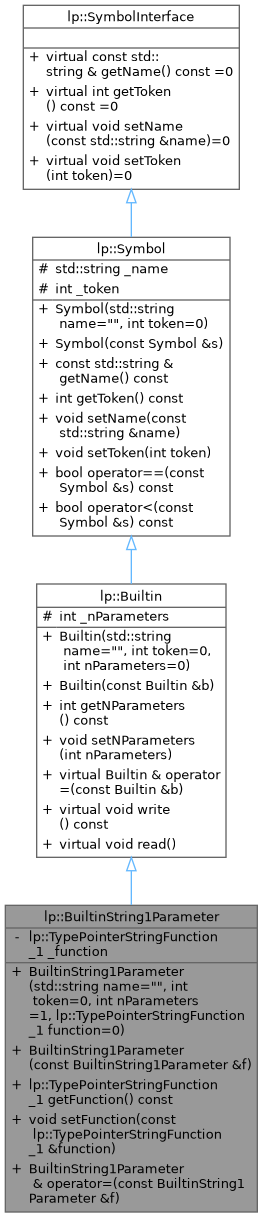 lp::SymbolInterface
+ virtual const std::
string & getName() const =0
+ virtual int getToken
() const =0
+ virtual void setName
(const std::string &name)=0
+ virtual void setToken
(int token)=0
lp::Symbol
# std::string _name
# int _token
+ Symbol(std::string
name="", int token=0)
+ Symbol(const Symbol &s)
+ const std::string &
getName() const
+ int getToken() const
+ void setName(const
std::string &name)
+ void setToken(int token)
+ bool operator==(const
Symbol &s) const
+ bool operator<(const
Symbol &s) const
lp::Builtin
# int _nParameters
+ Builtin(std::string
name="", int token=0,
int nParameters=0)
+ Builtin(const Builtin &b)
+ int getNParameters
() const
+ void setNParameters
(int nParameters)
+ virtual Builtin & operator
=(const Builtin &b)
+ virtual void write
() const
+ virtual void read()
lp::BuiltinString1Parameter
- lp::TypePointerStringFunction
_1 _function
+ BuiltinString1Parameter
(std::string name="", int
token=0, int nParameters
=1, lp::TypePointerStringFunction
_1 function=0)
+ BuiltinString1Parameter
(const BuiltinString1Parameter &f)
+ lp::TypePointerStringFunction
_1 getFunction() const
+ void setFunction(const
lp::TypePointerStringFunction
_1 &function)
+ BuiltinString1Parameter
& operator=(const BuiltinString1
Parameter &f)